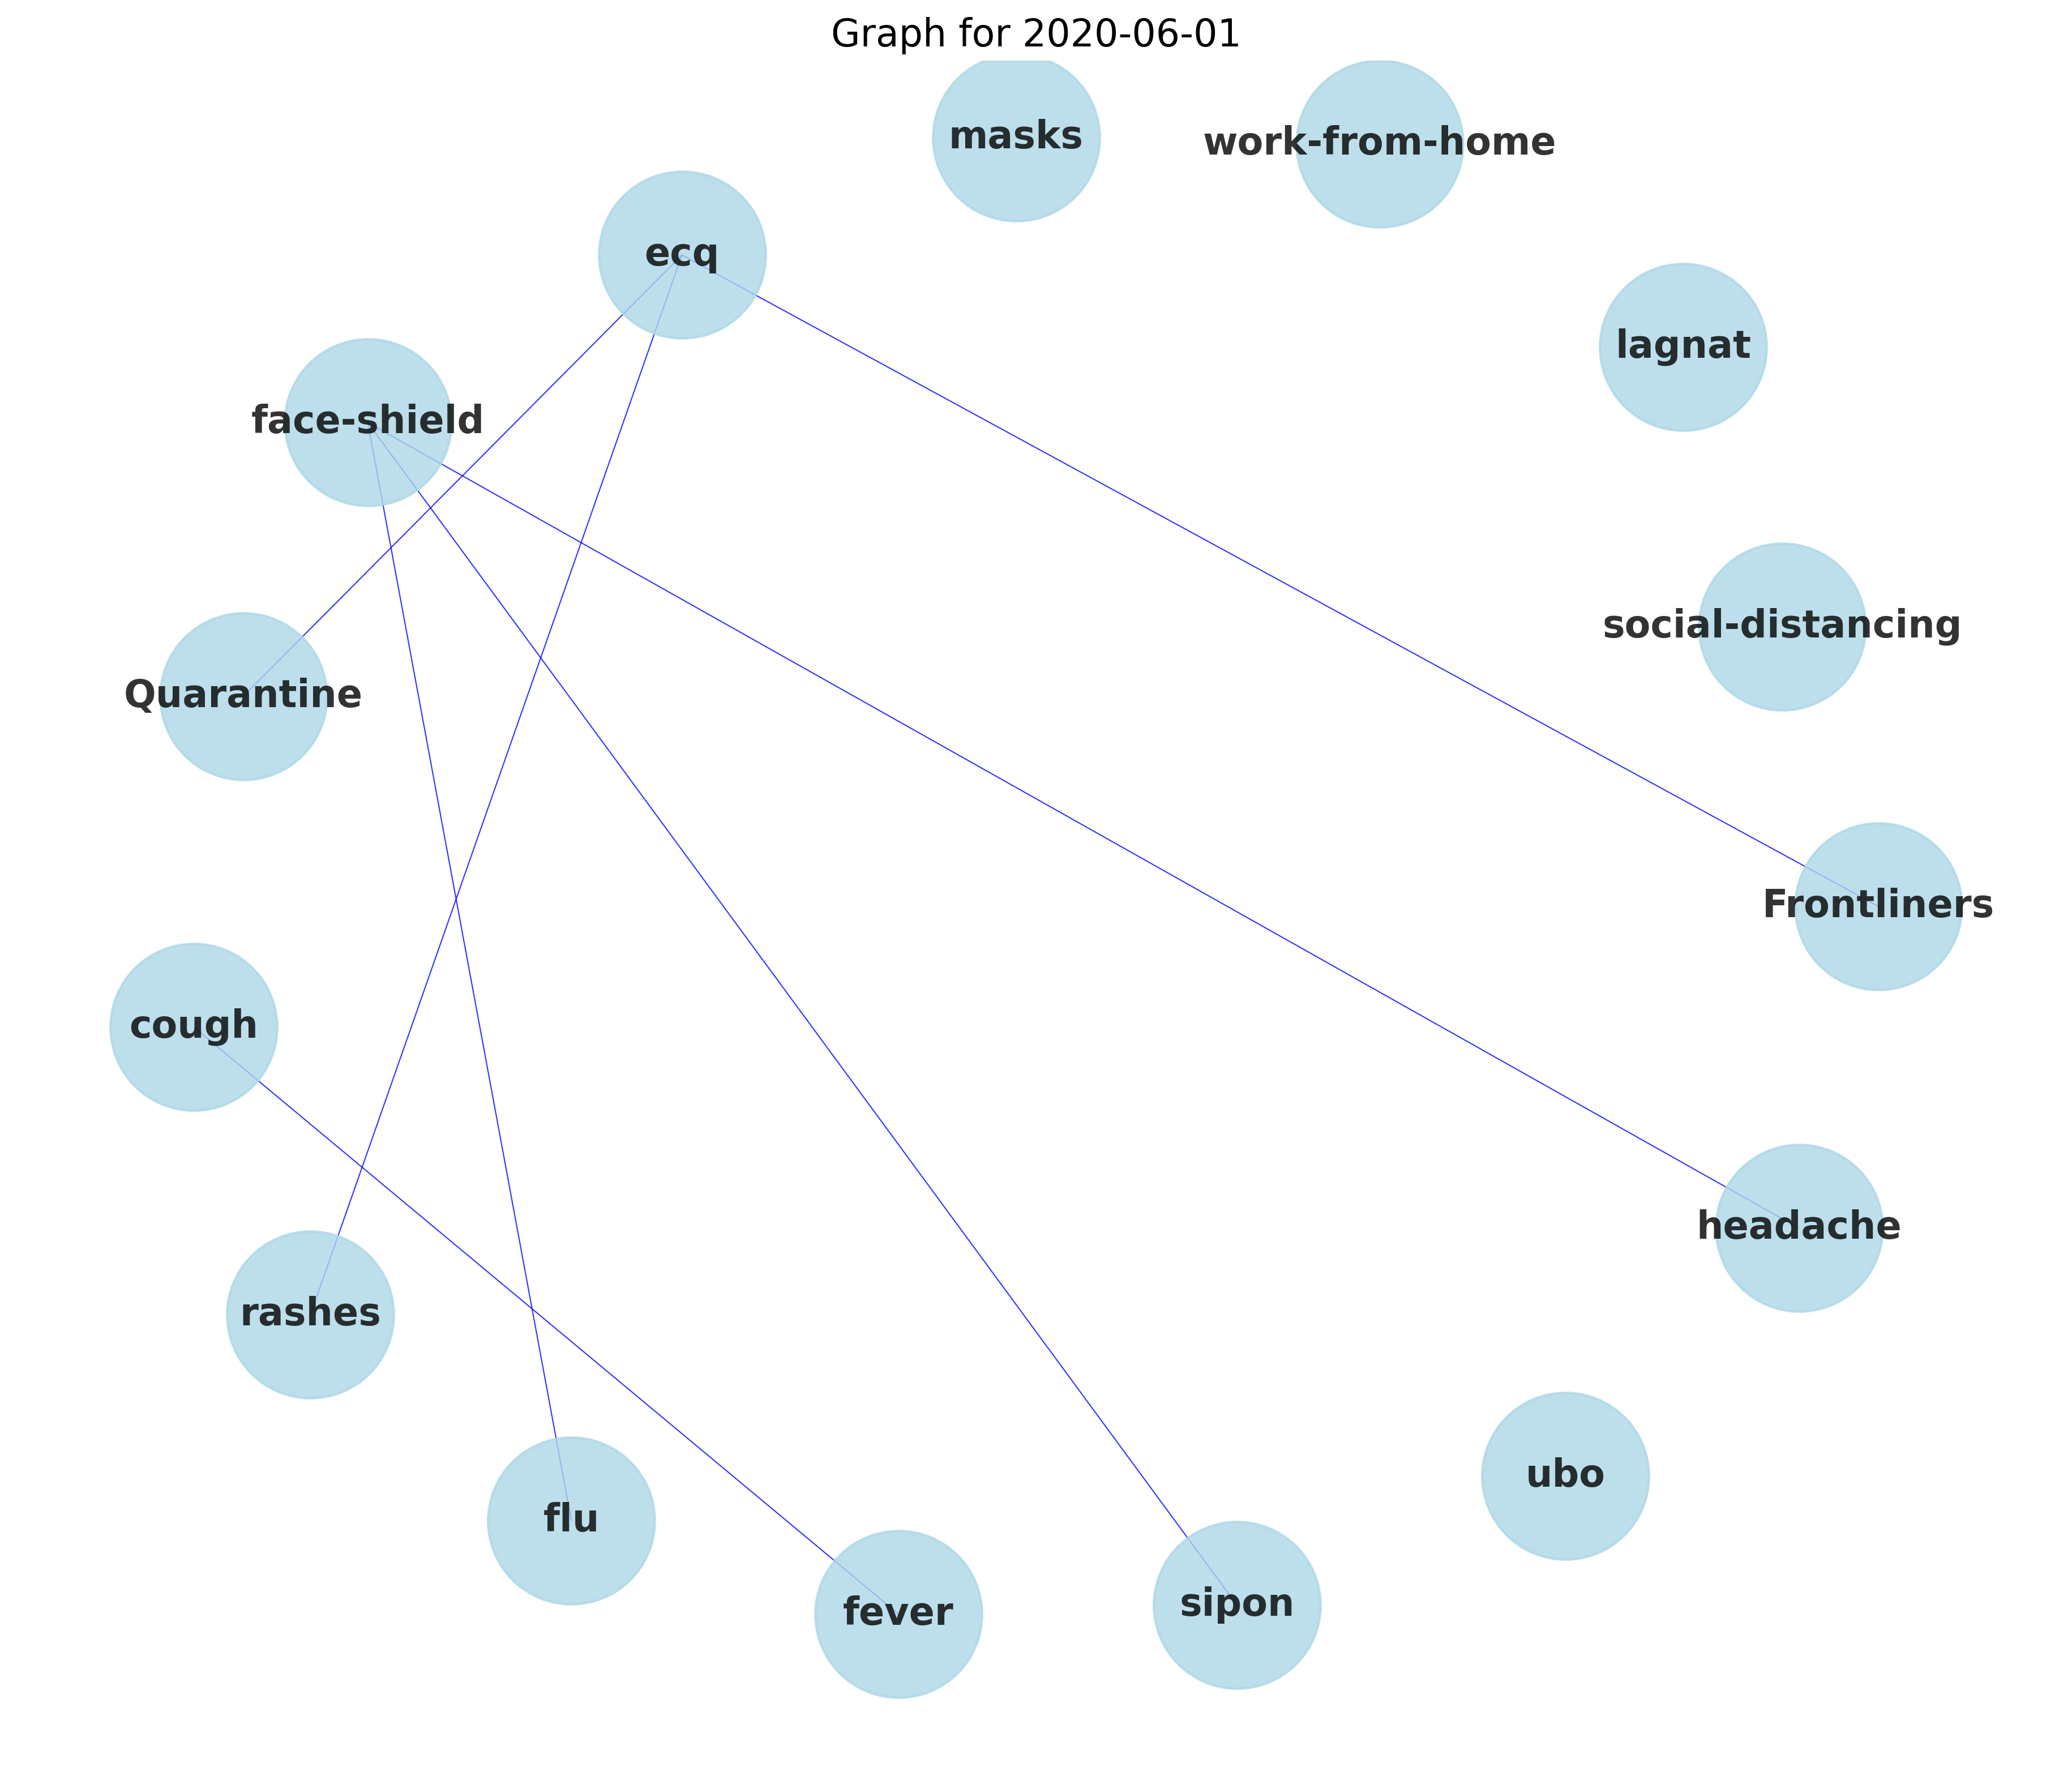 Graph for 2020-06-01
masks
work-from-home
ecq
lagnat
face-shield
social-distancing
Quarantine
Frontliners
cough
headache
rashes
ubo
flu
sipon
fever